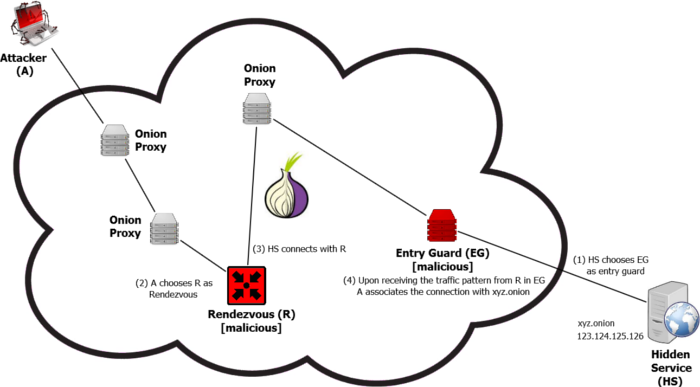 Attacker
(A)
Onion
Proxy
Onion
Proxy
Onion
Proxy
(3) HS connects with R
(2) A chooses R as
Rendezvous
Rendezvous (R)
[malicious]
Entry Guard (EG)
[malicious]
(4) Upon receiving the traffic pattern from R in EG
A associates the connection with xyz.onion
(1) HS chooses EG
as entry guard
xyz.onion
123.124.125.126
Hidden
Service
(HS)